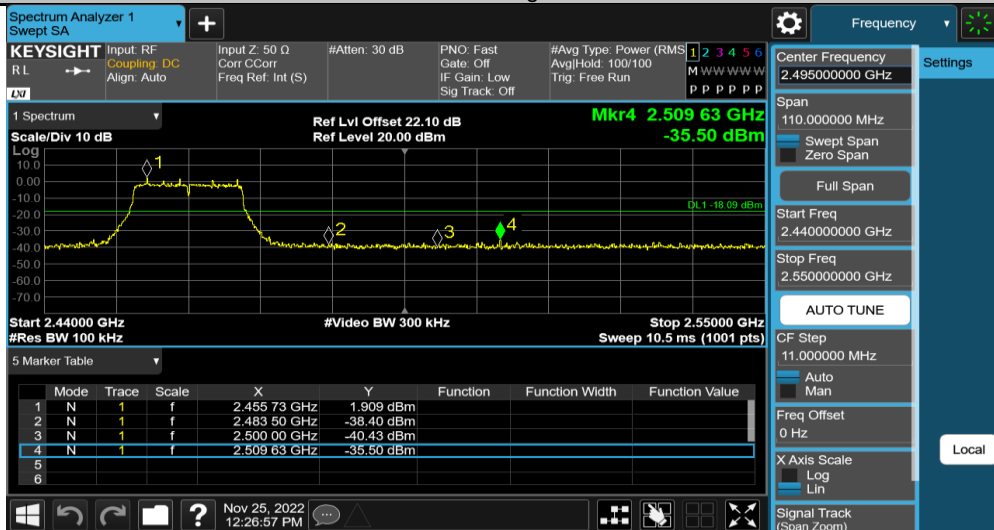 g
Spectrum Analyzer 1
Swept SA
+
Frequency
KEYSIGHT
RL
LXI
Input: RF
Coupling: DC
Align: Auto
Input Z: 50 Ω
Corr CCorr
Freq Ref: Int (S)
#Atten: 30 dB
PNO: Fast
Gate: Off
IF Gain: Low
Sig Track: Off
#Avg Type: Power (RMS
Avg|Hold: 100/100
Trig: Free Run
1 2 3 4 5 6
M W W W W W
P P P P P P
1 Spectrum
Scale/Div 10 dB
Ref Lvl Offset 22.10 dB
Ref Level 20.00 dBm
Mkr4 2.509 63 GHz
-35.50 dBm
Log
10.0
0.00
-10.0
-20.0
-30.0
-40.0
-50.0
-60.0
-70.0
1
2
3
4
DL1 -18.09 dBm
Start 2.44000 GHz
#Res BW 100 kHz
#Video BW 300 kHz
Stop 2.55000 GHz
Sweep 10.5 ms (1001 pts)
5 Marker Table
Mode Trace Scale X Y Function Function Width Function Value
1 N 1 f 2.455 73 GHz 1.909 dBm
2 N 1 f 2.483 50 GHz -38.40 dBm
3 N 1 f 2.500 00 GHz -40.43 dBm
4 N 1 f 2.509 63 GHz -35.50 dBm
5
6
?
Nov 25, 2022
12:26:57 PM
Center Frequency
2.495000000 GHz
Span
110.000000 MHz
Swept Span
Zero Span
Full Span
Start Freq
2.440000000 GHz
Stop Freq
2.550000000 GHz
AUTO TUNE
CF Step
11.000000 MHz
Auto
Man
Freq Offset
0 Hz
X Axis Scale
Log
Lin
Signal Track
(Span Zoom)
Settings
Local